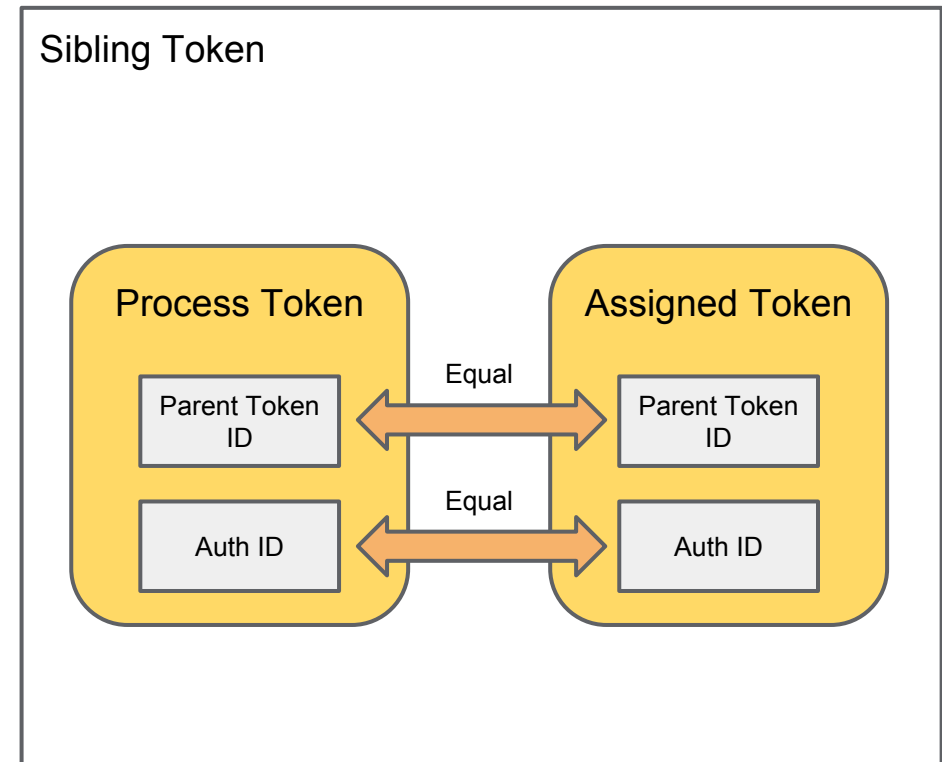 Sibling Token
Process Token
Assigned Token
Equal
Parent Token
ID
Parent Token
ID
Equal
Auth ID
Auth ID